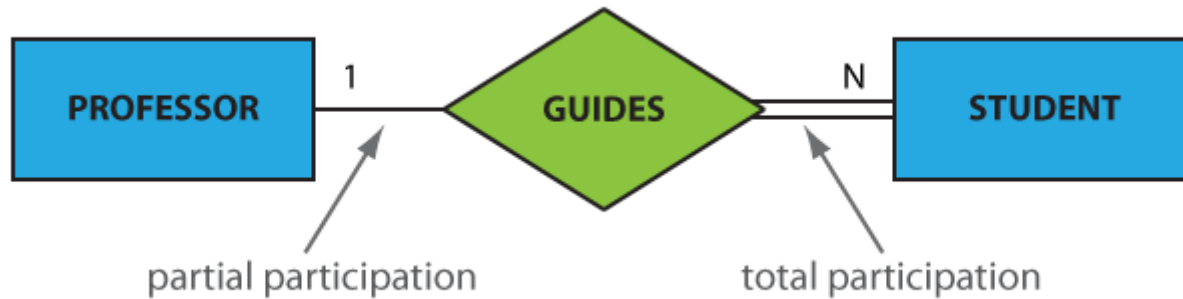 PROFESSOR
1
GUIDES
N
STUDENT
partial participation
total participation